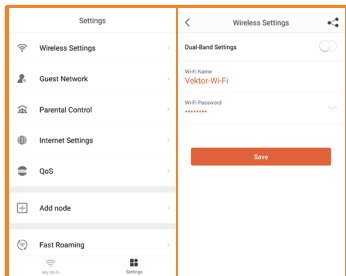 Settings
Wireless Settings
Guest Network
Parental Control
Internet Settings
QoS
Add node
Fast Roaming
My Wi-Fi
Settings
Wireless Settings
Dual-Band Settings
Wi-Fi Name
Vektor-Wi-Fi
Wi-Fi Password
••••••••
Save